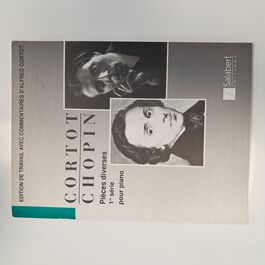 EDITION DE TRAVAIL AVEC COMMENTAIRES D'ALFRED CORTOT
CORTOT
CHOPIN
Pièces diverses
1re série
pour piano
Salabert